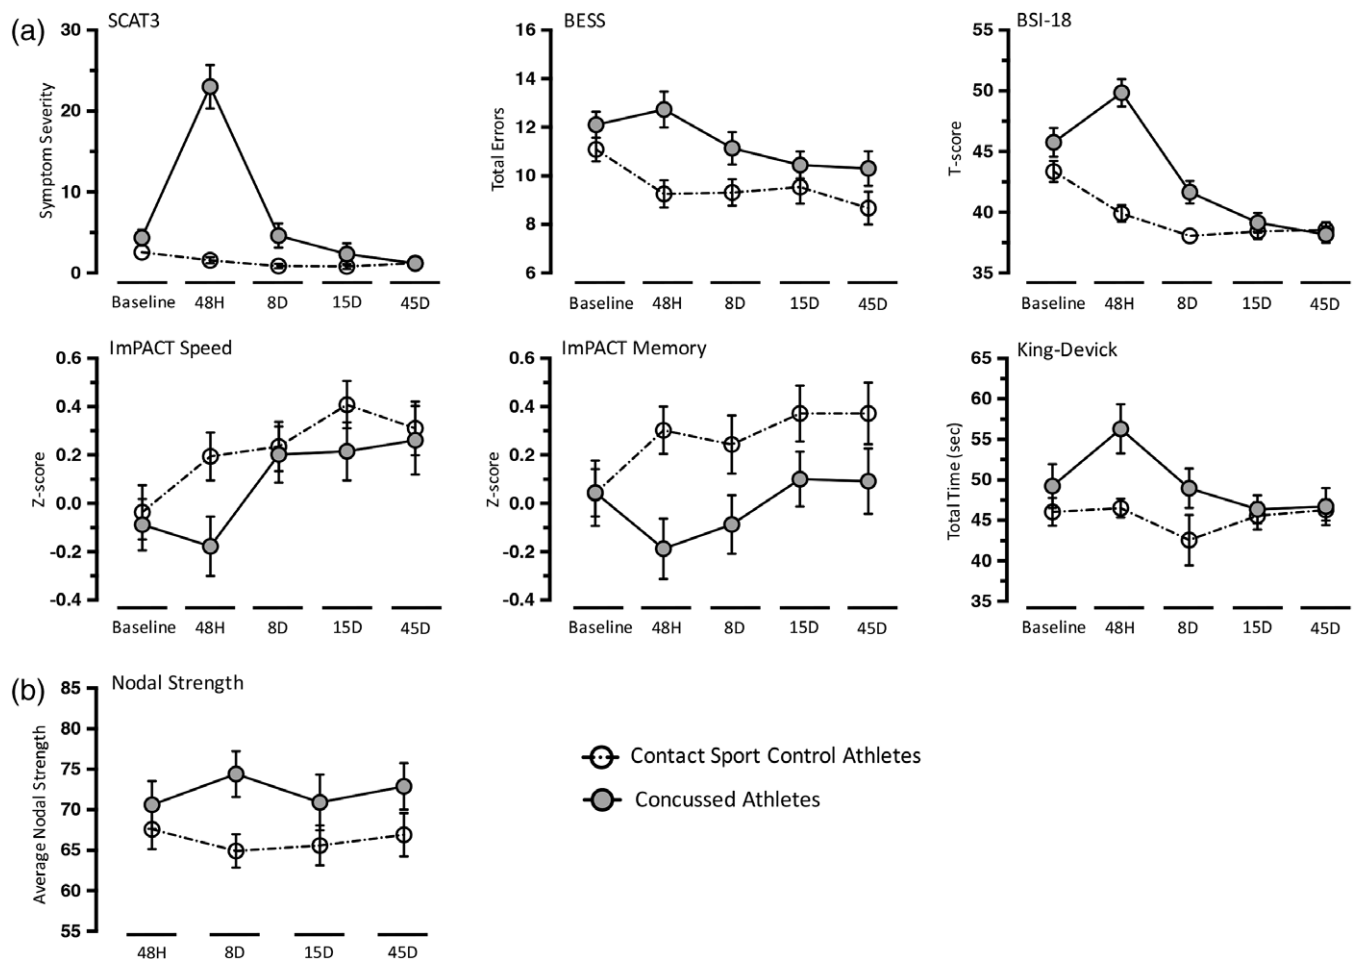 (a)
SCAT3
30
20
10
0
Symptom Severity
Baseline 48H 8D 15D 45D
BESS
16
14
12
10
8
6
Total Errors
Baseline 48H 8D 15D 45D
BSI-18
55
50
45
40
35
T-score
Baseline 48H 8D 15D 45D
ImPACT Speed
0.6
0.4
0.2
0.0
-0.2
-0.4
Z-score
Baseline 48H 8D 15D 45D
ImPACT Memory
0.6
0.4
0.2
0.0
-0.2
-0.4
Z-score
Baseline 48H 8D 15D 45D
King-Devick
65
60
55
50
45
40
35
Total Time (sec)
Baseline 48H 8D 15D 45D
(b)
Nodal Strength
85
80
75
70
65
60
55
Average Nodal Strength
48H 8D 15D 45D
Contact Sport Control Athletes
Concussed Athletes